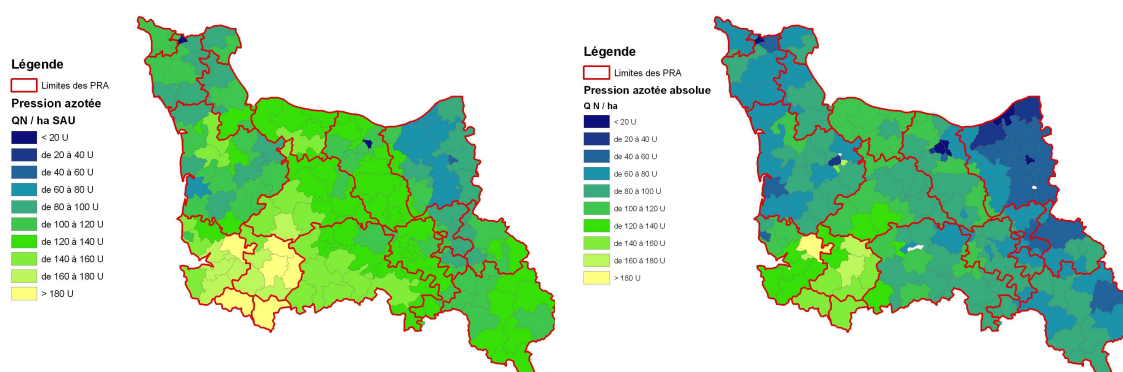 Légende
Limites des PRA
Pression azotée
QN / ha SAU
< 20 U
de 20 à 40 U
de 40 à 60 U
de 60 à 80 U
de 80 à 100 U
de 100 à 120 U
de 120 à 140 U
de 140 à 160 U
de 160 à 180 U
> 180 U
Légende
Limites des PRA
Pression azotée absolue
Q N / ha
< 20 U
de 20 à 40 U
de 40 à 60 U
de 60 à 80 U
de 80 à 100 U
de 100 à 120 U
de 120 à 140 U
de 140 à 160 U
de 160 à 180 U
> 180 U